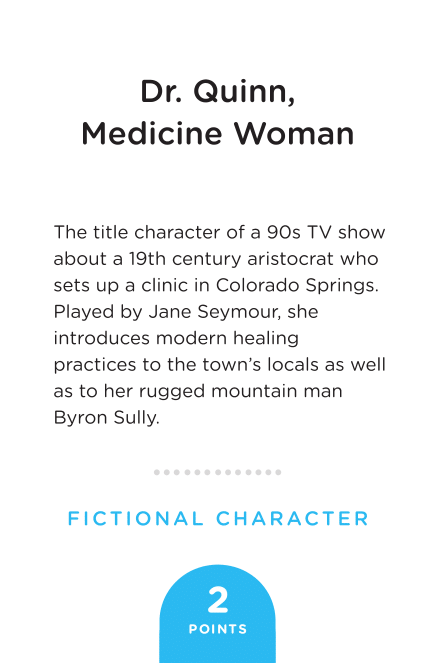 Dr. Quinn,
Medicine Woman
The title character of a 90s TV show
about a 19th century aristocrat who
sets up a clinic in Colorado Springs.
Played by Jane Seymour, she
introduces modern healing
practices to the town’s locals as well
as to her rugged mountain man
Byron Sully.
FICTIONAL CHARACTER
2
POINTS